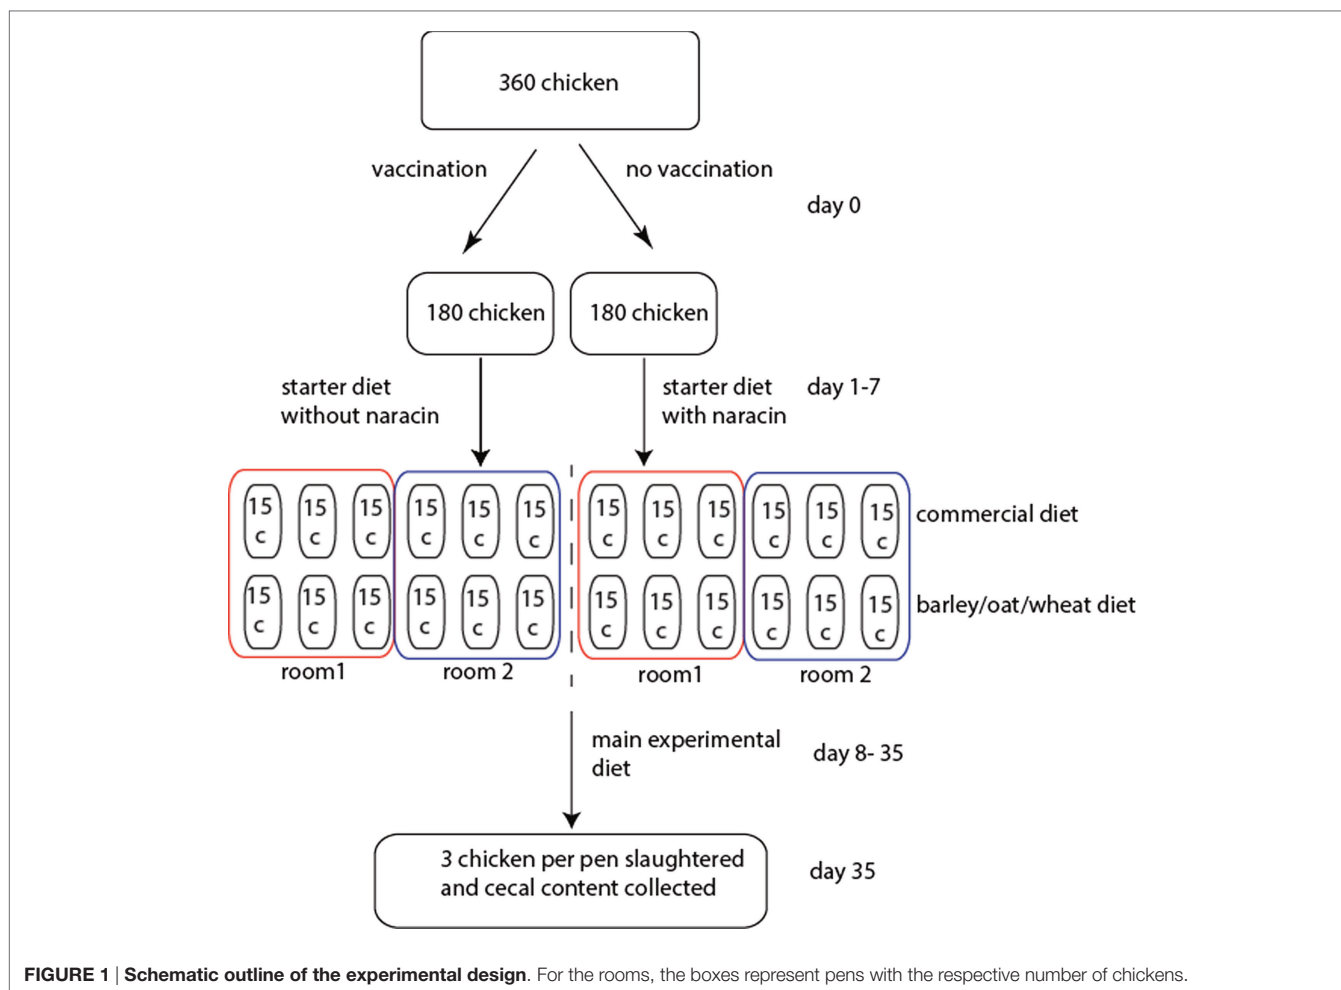 360 chicken
vaccination
no vaccination
day 0
180 chicken
180 chicken
starter diet
without naracin
starter diet
with naracin
day 1-7
15 15 15 15 15 15 15 15 15 15 15 15
c c c c c c c c c c c c
commercial diet
15 15 15 15 15 15 15 15 15 15 15 15
c c c c c c c c c c c c
barley/oat/wheat diet
room1
room 2
room1
room 2
main experimental
diet
day 8- 35
3 chicken per pen slaughtered
and cecal content collected
day 35
FIGURE 1 | Schematic outline of the experimental design. For the rooms, the boxes represent pens with the respective number of chickens.